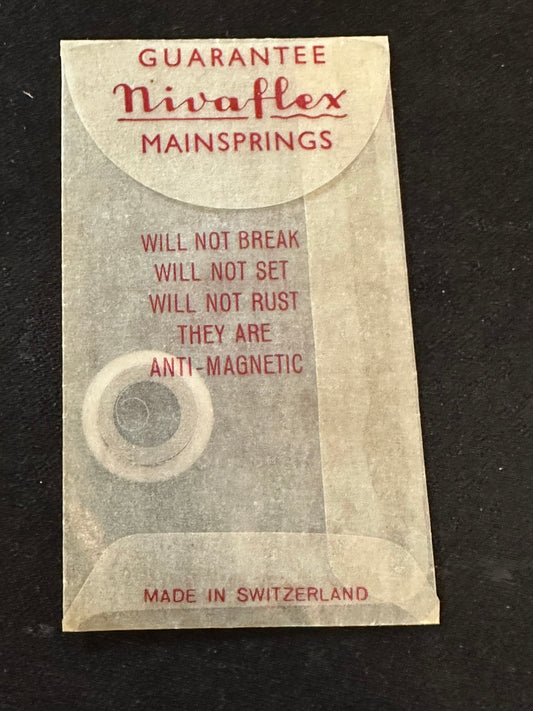 GUARANTEE
Nivaflex
MAINSPRINGS
WILL NOT BREAK
WILL NOT SET
WILL NOT RUST
THEY ARE
ANTI-MAGNETIC
MADE IN SWITZERLAND